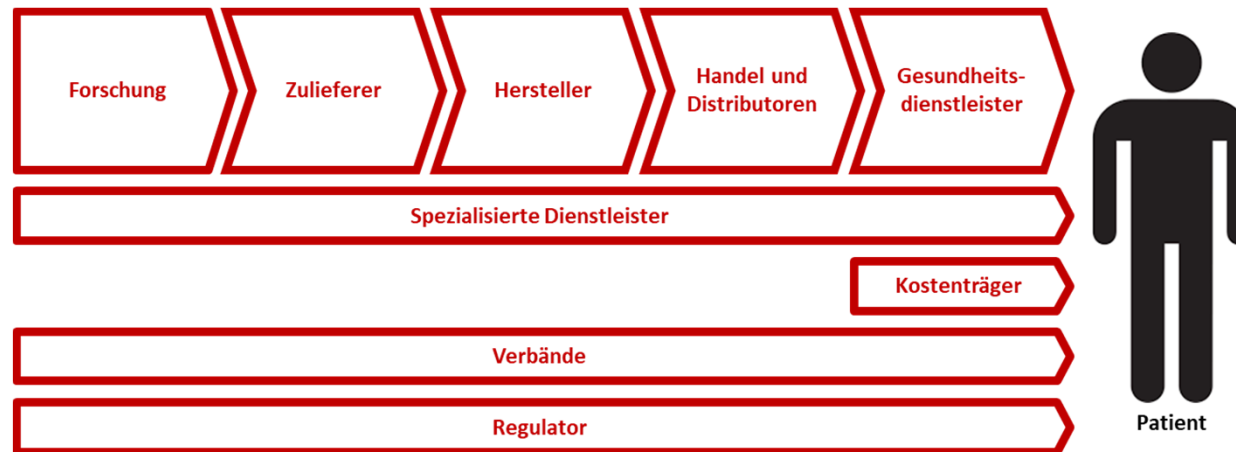 Forschung
Zulieferer
Hersteller
Handel und
Distributoren
Gesundheits-
dienstleister
Spezialisierte Dienstleister
Kostenträger
Verbände
Regulator
Patient